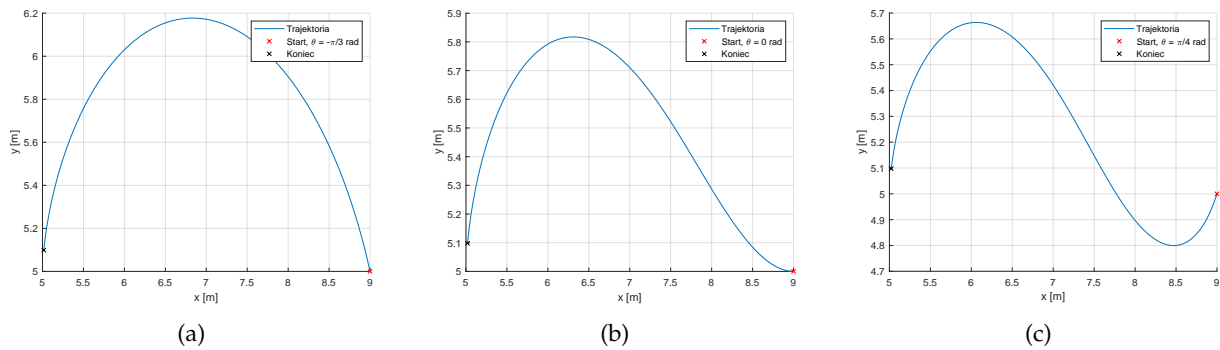 6.2
6
5.8
5.6
5.4
5.2
5
y [m]
5 5.5 6 6.5 7 7.5 8 8.5 9
x [m]
Trajektoria
Start, θ = -π/3 rad
Koniec
(a)
5.9
5.8
5.7
5.6
5.5
5.4
5.3
5.2
5.1
5
y [m]
5 5.5 6 6.5 7 7.5 8 8.5 9
x [m]
Trajektoria
Start, θ = 0 rad
Koniec
(b)
5.7
5.6
5.5
5.4
5.3
5.2
5.1
5
4.9
4.8
4.7
y [m]
5 5.5 6 6.5 7 7.5 8 8.5 9
x [m]
Trajektoria
Start, θ = π/4 rad
Koniec
(c)